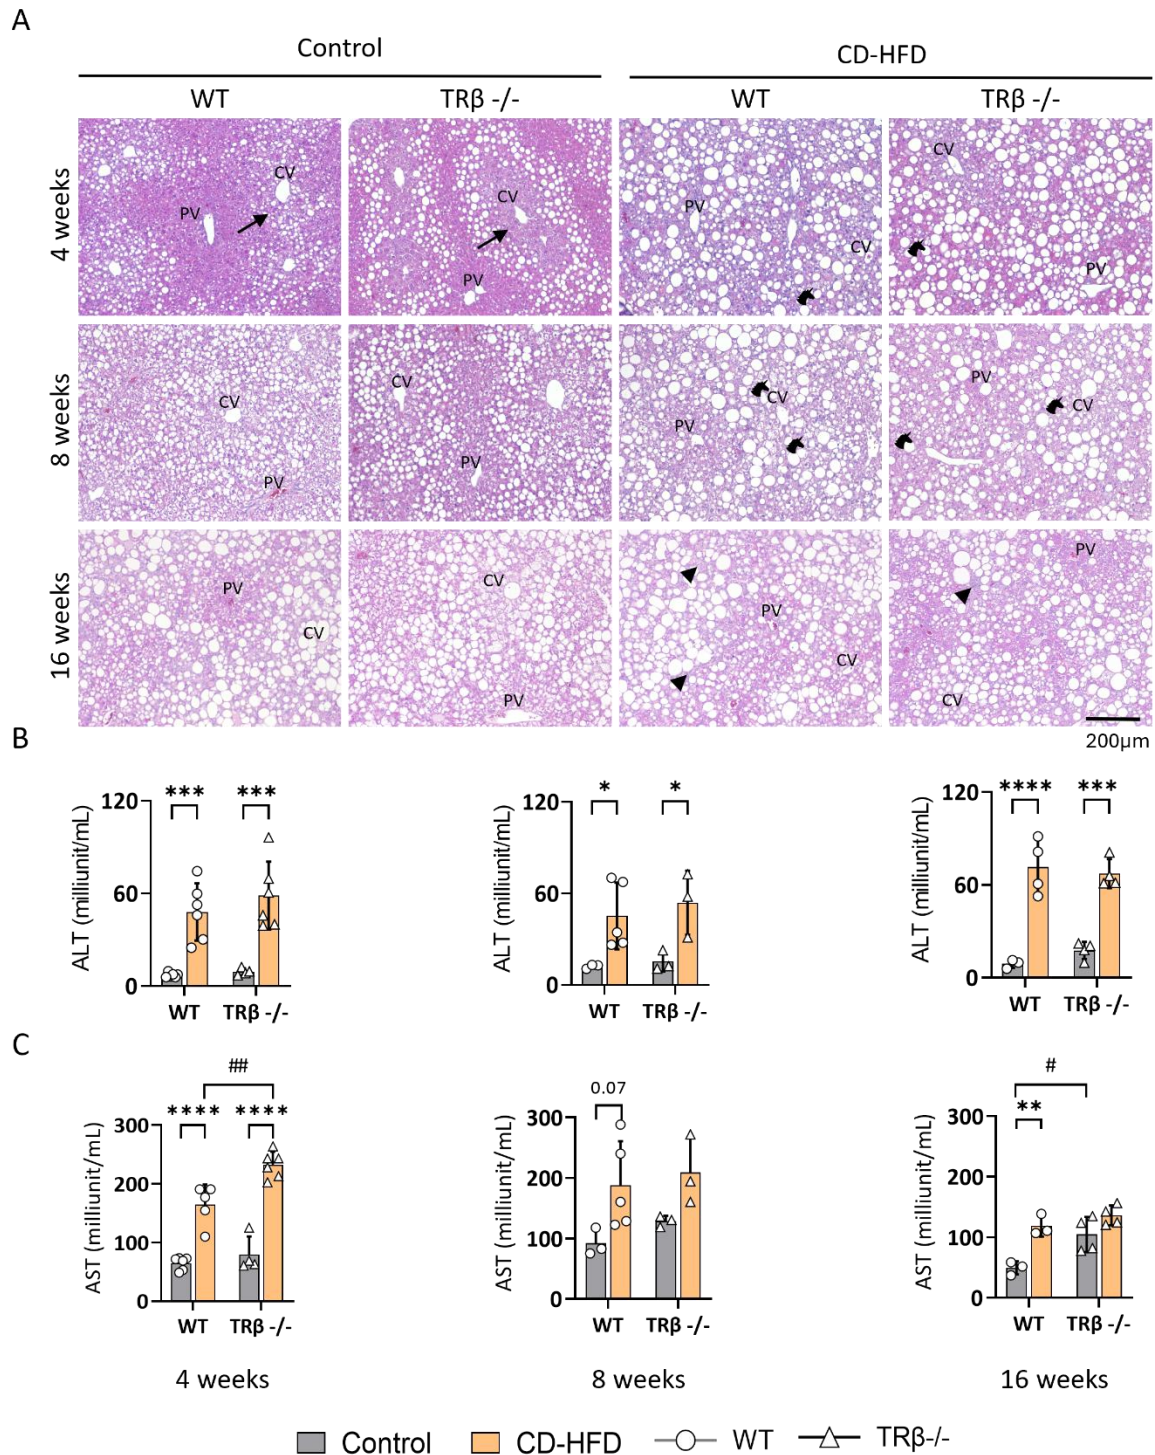 A
Control
CD-HFD
WT
TRβ -/-
WT
TRβ -/-
4 weeks
CV
PV
CV
PV
PV
CV
CV
PV
8 weeks
CV
PV
CV
PV
CV
PV
PV
CV
16 weeks
PV
CV
CV
PV
PV
CV
PV
CV
200µm
B
ALT (milliunit/mL)
120
60
0
*** ***
WT TRβ -/-
ALT (milliunit/mL)
120
60
0
* *
WT TRβ -/-
ALT (milliunit/mL)
120
60
0
**** ***
WT TRβ -/-
C
AST (milliunit/mL)
300
200
100
0
##
**** ****
WT TRβ -/-
4 weeks
AST (milliunit/mL)
300
200
100
0
0.07
WT TRβ -/-
8 weeks
AST (milliunit/mL)
300
200
100
0
#
**
WT TRβ -/-
16 weeks
Control CD-HFD WT TRβ-/-